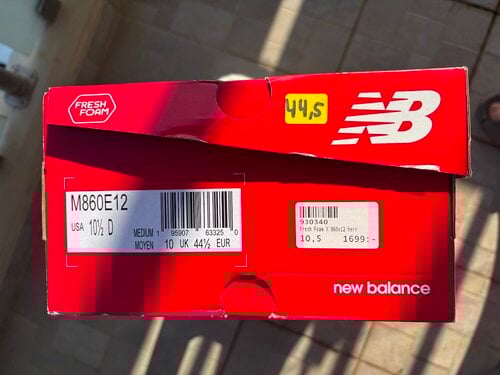 FRESH
FOAM
44,5
NB
M860E12
USA 10½ D
MEDIUM 1 95907 63325 0
MOYEN 10 UK 44½ EUR
930340
Fresh Foam X 860v12 herr
10,5 1699:-
new balance